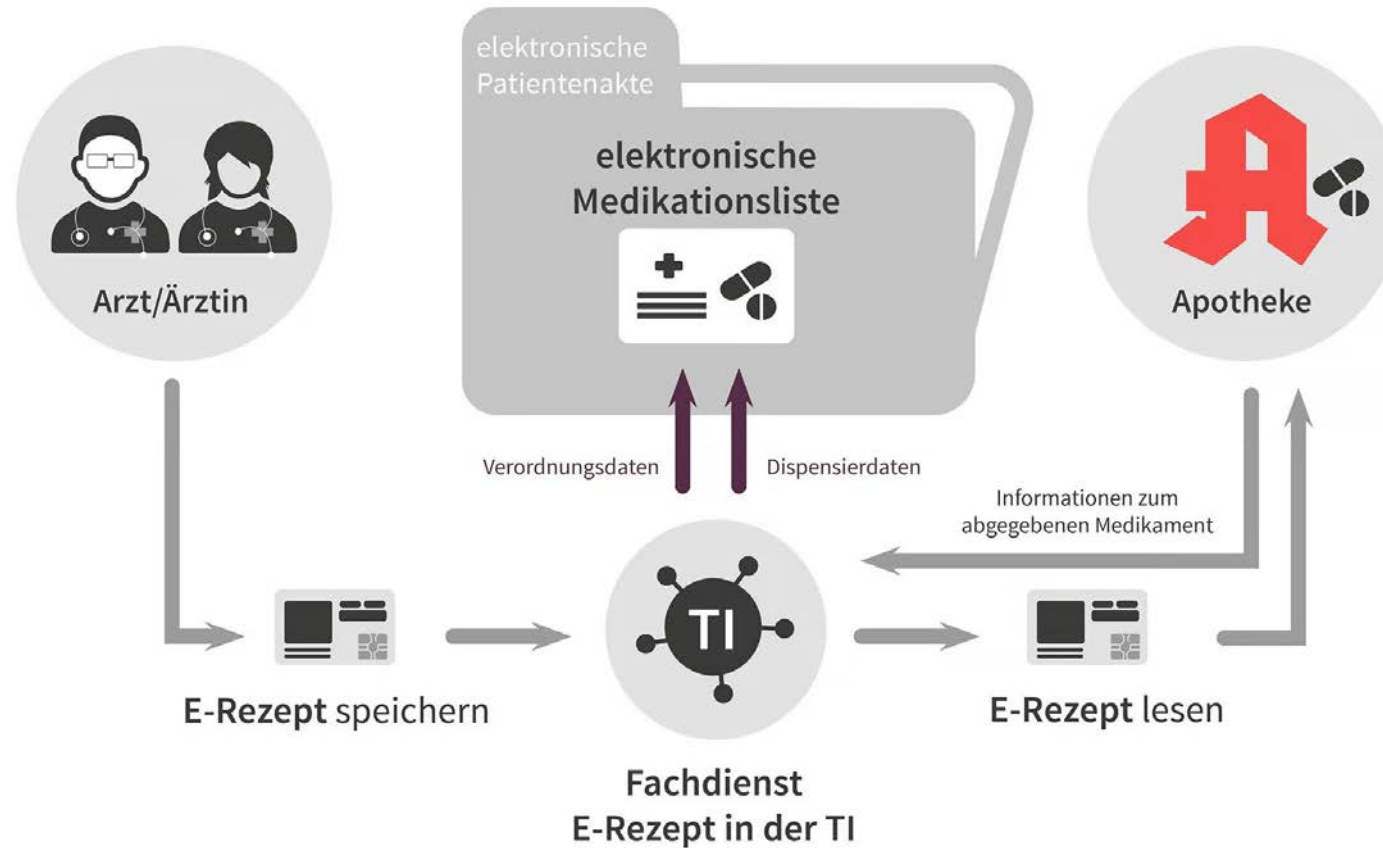 elektronische
Patientenakte
elektronische
Medikationsliste
Arzt/Ärztin
Apotheke
Verordnungsdaten
Dispensierdaten
Informationen zum
abgegebenen Medikament
TI
E-Rezept speichern
E-Rezept lesen
Fachdienst
E-Rezept in der TI